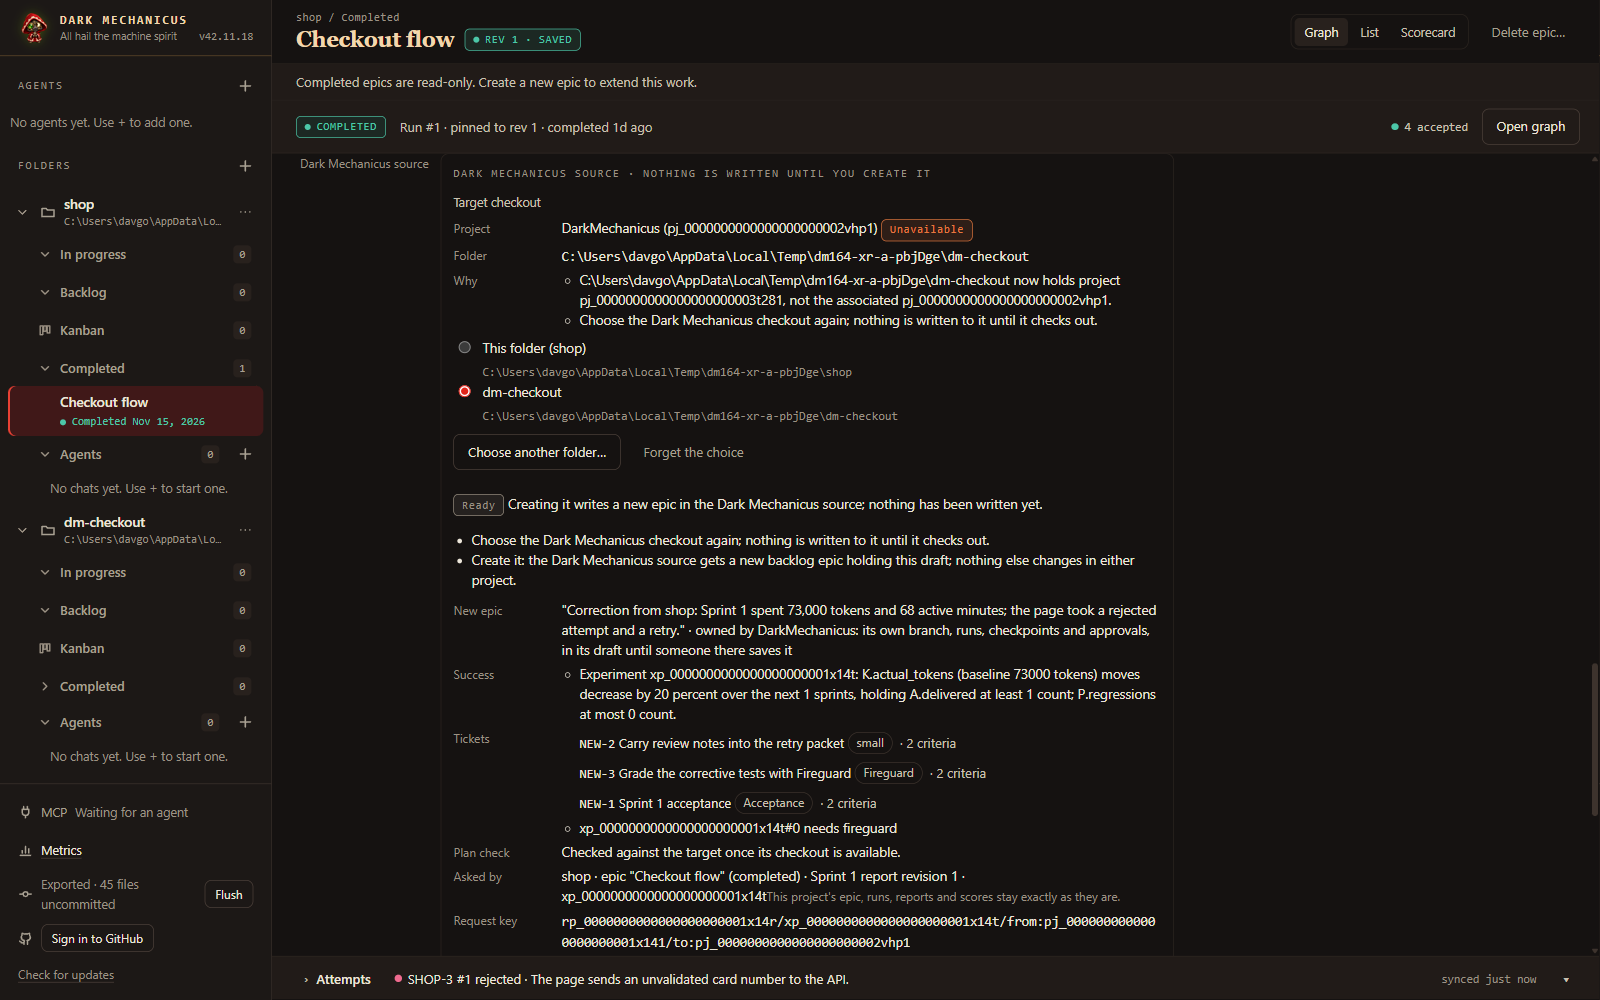 DARK MECHANICUS
All hail the machine spirit v42.11.18
AGENTS
No agents yet. Use + to add one.
FOLDERS
shop
C:\Users\davgo\AppData\Lo…
In progress 0
Backlog 0
Kanban 0
Completed 1
Checkout flow
Completed Nov 15, 2026
Agents 0
No chats yet. Use + to start one.
dm-checkout
C:\Users\davgo\AppData\Lo…
In progress 0
Backlog 0
Kanban 0
Completed 0
Agents 0
No chats yet. Use + to start one.
MCP Waiting for an agent
Metrics
Exported · 45 files
uncommitted
Flush
Sign in to GitHub
Check for updates
shop / Completed
Checkout flow
REV 1 · SAVED
Graph List Scorecard Delete epic…
Completed epics are read-only. Create a new epic to extend this work.
COMPLETED Run #1 · pinned to rev 1 · completed 1d ago
4 accepted Open graph
Dark Mechanicus source
DARK MECHANICUS SOURCE · NOTHING IS WRITTEN UNTIL YOU CREATE IT
Target checkout
Project DarkMechanicus (pj_0000000000000000000002vhp1) Unavailable
Folder C:\Users\davgo\AppData\Local\Temp\dm164-xr-a-pbjDge\dm-checkout
Why C:\Users\davgo\AppData\Local\Temp\dm164-xr-a-pbjDge\dm-checkout now holds project
pj_0000000000000000000003t281, not the associated pj_0000000000000000000002vhp1.
Choose the Dark Mechanicus checkout again; nothing is written to it until it checks out.
This folder (shop)
C:\Users\davgo\AppData\Local\Temp\dm164-xr-a-pbjDge\shop
dm-checkout
C:\Users\davgo\AppData\Local\Temp\dm164-xr-a-pbjDge\dm-checkout
Choose another folder… Forget the choice
Ready Creating it writes a new epic in the Dark Mechanicus source; nothing has been written yet.
Choose the Dark Mechanicus checkout again; nothing is written to it until it checks out.
Create it: the Dark Mechanicus source gets a new backlog epic holding this draft; nothing else changes in either
project.
New epic "Correction from shop: Sprint 1 spent 73,000 tokens and 68 active minutes; the page took a rejected
attempt and a retry." · owned by DarkMechanicus: its own branch, runs, checkpoints and approvals,
in its draft until someone there saves it
Success Experiment xp_0000000000000000000001x14t: K.actual_tokens (baseline 73000 tokens) moves
decrease by 20 percent over the next 1 sprints, holding A.delivered at least 1 count; P.regressions
at most 0 count.
Tickets NEW-2 Carry review notes into the retry packet small · 2 criteria
NEW-3 Grade the corrective tests with Fireguard Fireguard · 2 criteria
NEW-1 Sprint 1 acceptance Acceptance · 2 criteria
xp_0000000000000000000001x14t#0 needs fireguard
Plan check Checked against the target once its checkout is available.
Asked by shop · epic "Checkout flow" (completed) · Sprint 1 report revision 1 ·
xp_0000000000000000000001x14tThis project's epic, runs, reports and scores stay exactly as they are.
Request key rp_0000000000000000000001x14r/xp_0000000000000000000001x14t/from:pj_000000000000
0000000001x141/to:pj_0000000000000000000002vhp1
Attempts SHOP-3 #1 rejected · The page sends an unvalidated card number to the API.
synced just now